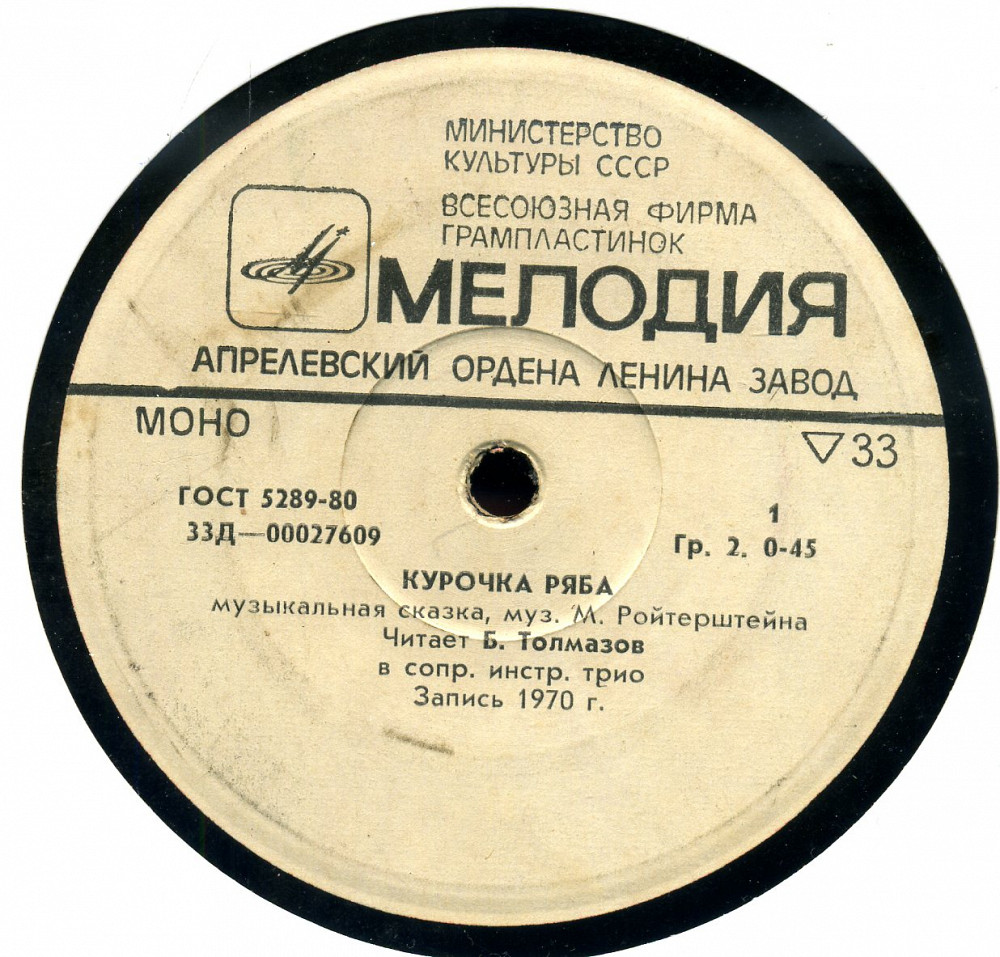 МИНИСТЕРСТВО
КУЛЬТУРЫ СССР
ВСЕСОЮЗНАЯ ФИРМА
ГРАМПЛАСТИНОК
МЕЛОДИЯ
АПРЕЛЕВСКИЙ ОРДЕНА ЛЕНИНА ЗАВОД
МОНО
▽33
ГОСТ 5289-80
33Д—00027609
1
Гр. 2. 0-45
КУРОЧКА РЯБА
музыкальная сказка, муз. М. Ройтерштейна
Читает Б. Толмазов
в сопр. инстр. трио
Запись 1970 г.